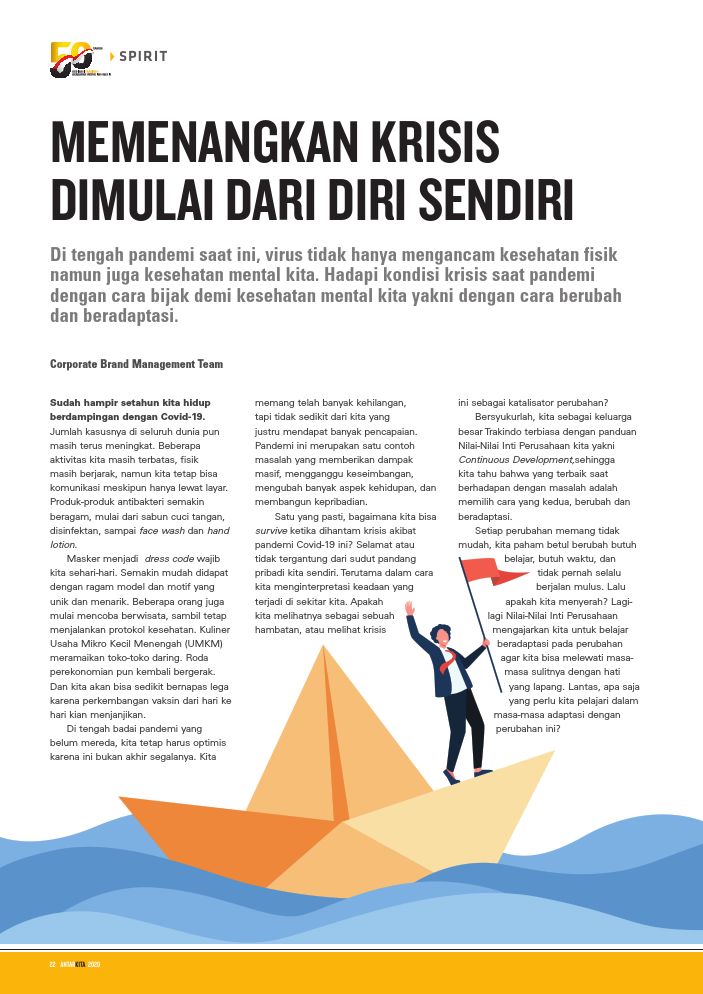 50
SPIRIT
MEMENANGKAN KRISIS
DIMULAI DARI DIRI SENDIRI
Di tengah pandemi saat ini, virus tidak hanya mengancam kesehatan fisik
namun juga kesehatan mental kita. Hadapi kondisi krisis saat pandemi
dengan cara bijak demi kesehatan mental kita yakni dengan cara berubah
dan beradaptasi.
Corporate Brand Management Team
Sudah hampir setahun kita hidup
berdampingan dengan Covid-19.
Jumlah kasusnya di seluruh dunia pun
masih terus meningkat. Beberapa
aktivitas kita masih terbatas, fisik
masih berjarak, namun kita tetap bisa
komunikasi meskipun hanya lewat layar.
Produk-produk antibakteri semakin
beragam, mulai dari sabun cuci tangan,
disinfektan, sampai face wash dan hand
lotion.
Masker menjadi dress code wajib
kita sehari-hari. Semakin mudah didapat
dengan ragam model dan motif yang
unik dan menarik. Beberapa orang juga
mulai mencoba berwisata, sambil tetap
menjalankan protokol kesehatan. Kuliner
Usaha Mikro Kecil Menengah (UMKM)
meramaikan toko-toko daring. Roda
perekonomian pun kembali bergerak.
Dan kita akan bisa sedikit bernapas lega
karena perkembangan vaksin dari hari ke
hari kian menjanjikan.
Di tengah badai pandemi yang
belum mereda, kita tetap harus optimis
karena ini bukan akhir segalanya. Kita
memang telah banyak kehilangan,
tapi tidak sedikit dari kita yang
justru mendapat banyak pencapaian.
Pandemi ini merupakan satu contoh
masalah yang memberikan dampak
masif, mengganggu keseimbangan,
mengubah banyak aspek kehidupan, dan
membangun kepribadian.
Satu yang pasti, bagaimana kita bisa
survive ketika dihantam krisis akibat
pandemi Covid-19 ini? Selamat atau
tidak tergantung dari sudut pandang
pribadi kita sendiri. Terutama dalam cara
kita menginterpretasi keadaan yang
terjadi di sekitar kita. Apakah
kita melihatnya sebagai sebuah
hambatan, atau melihat krisis
ini sebagai katalisator perubahan?
Bersyukurlah, kita sebagai keluarga
besar Trakindo terbiasa dengan panduan
Nilai-Nilai Inti Perusahaan kita yakni
Continuous Development,sehingga
kita tahu bahwa yang terbaik saat
berhadapan dengan masalah adalah
memilih cara yang kedua, berubah dan
beradaptasi.
Setiap perubahan memang tidak
mudah, kita paham betul berubah butuh
belajar, butuh waktu, dan
tidak pernah selalu
berjalan mulus. Lalu
apakah kita menyerah? Lagi-
lagi Nilai-Nilai Inti Perusahaan
mengajarkan kita untuk belajar
beradaptasi pada perubahan
agar kita bisa melewati masa-
masa sulitnya dengan hati
yang lapang. Lantas, apa saja
yang perlu kita pelajari dalam
masa-masa adaptasi dengan
perubahan ini?
22 ANTARKITA 2020